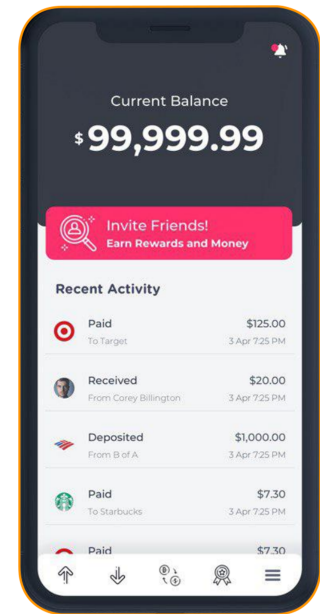 Current Balance
$ 99,999.99
Invite Friends!
Earn Rewards and Money
Recent Activity
Paid $125.00
To Target 3 Apr 7:25 PM
Received $20.00
From Corey Billington 3 Apr 7:25 PM
Deposited $1,000.00
From B of A 3 Apr 7:25 PM
Paid $7.30
To Starbucks 3 Apr 7:25 PM
Paid $7.30